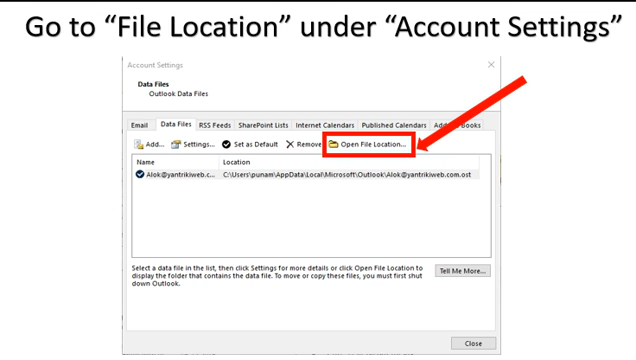 Go to “File Location” under “Account Settings”
Account Settings
Data Files
Outlook Data Files
Email Data Files RSS Feeds SharePoint Lists Internet Calendars Published Calendars Books
Add... Settings... Set as Default Remove Open File Location...
Name Location
Alok@yantrikiweb.c... C:\Users\punam\AppData\Local\Microsoft\Outlook\Alok@yantrikiweb.com.ost
Select a data file in the list, then click Settings for more details or click Open File Location to
display the folder that contains the data file. To move or copy these files, you must first shut
down Outlook.
Tell Me More...
Close